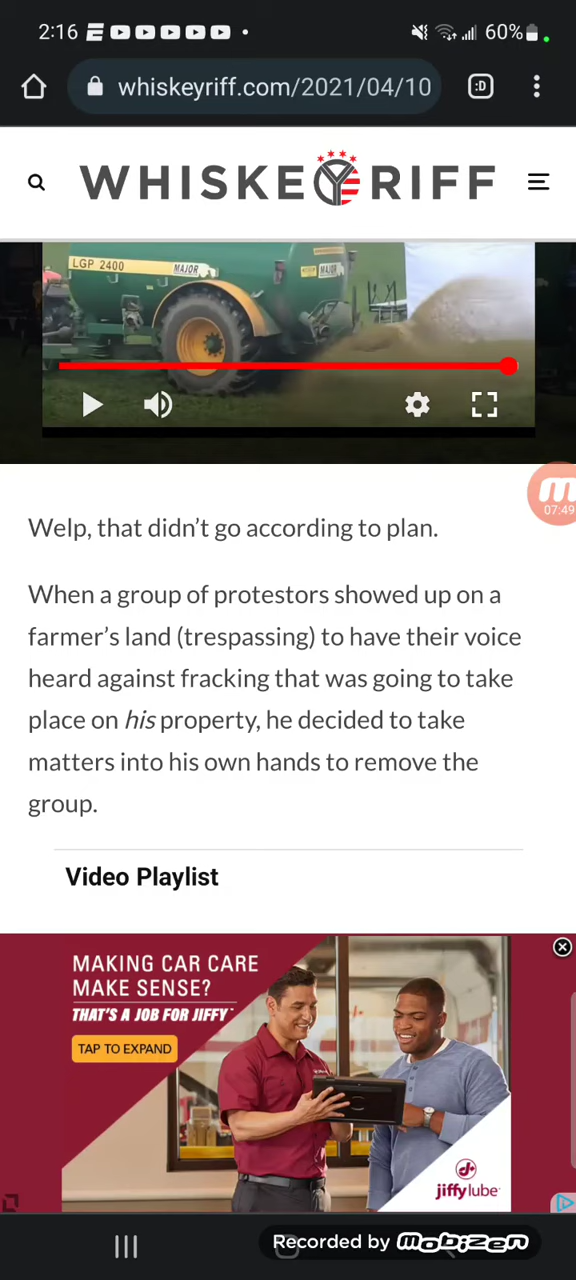 2:16 60%
whiskeyriff.com/2021/04/10 :D
WHISKEY RIFF
LGP 2400 MAJOR MAJOR
07:49
Welp, that didn’t go according to plan.
When a group of protestors showed up on a
farmer’s land (trespassing) to have their voice
heard against fracking that was going to take
place on his property, he decided to take
matters into his own hands to remove the
group.
Video Playlist
MAKING CAR CARE
MAKE SENSE?
THAT'S A JOB FOR JIFFY™
TAP TO EXPAND
jiffylube
Recorded by mobizen